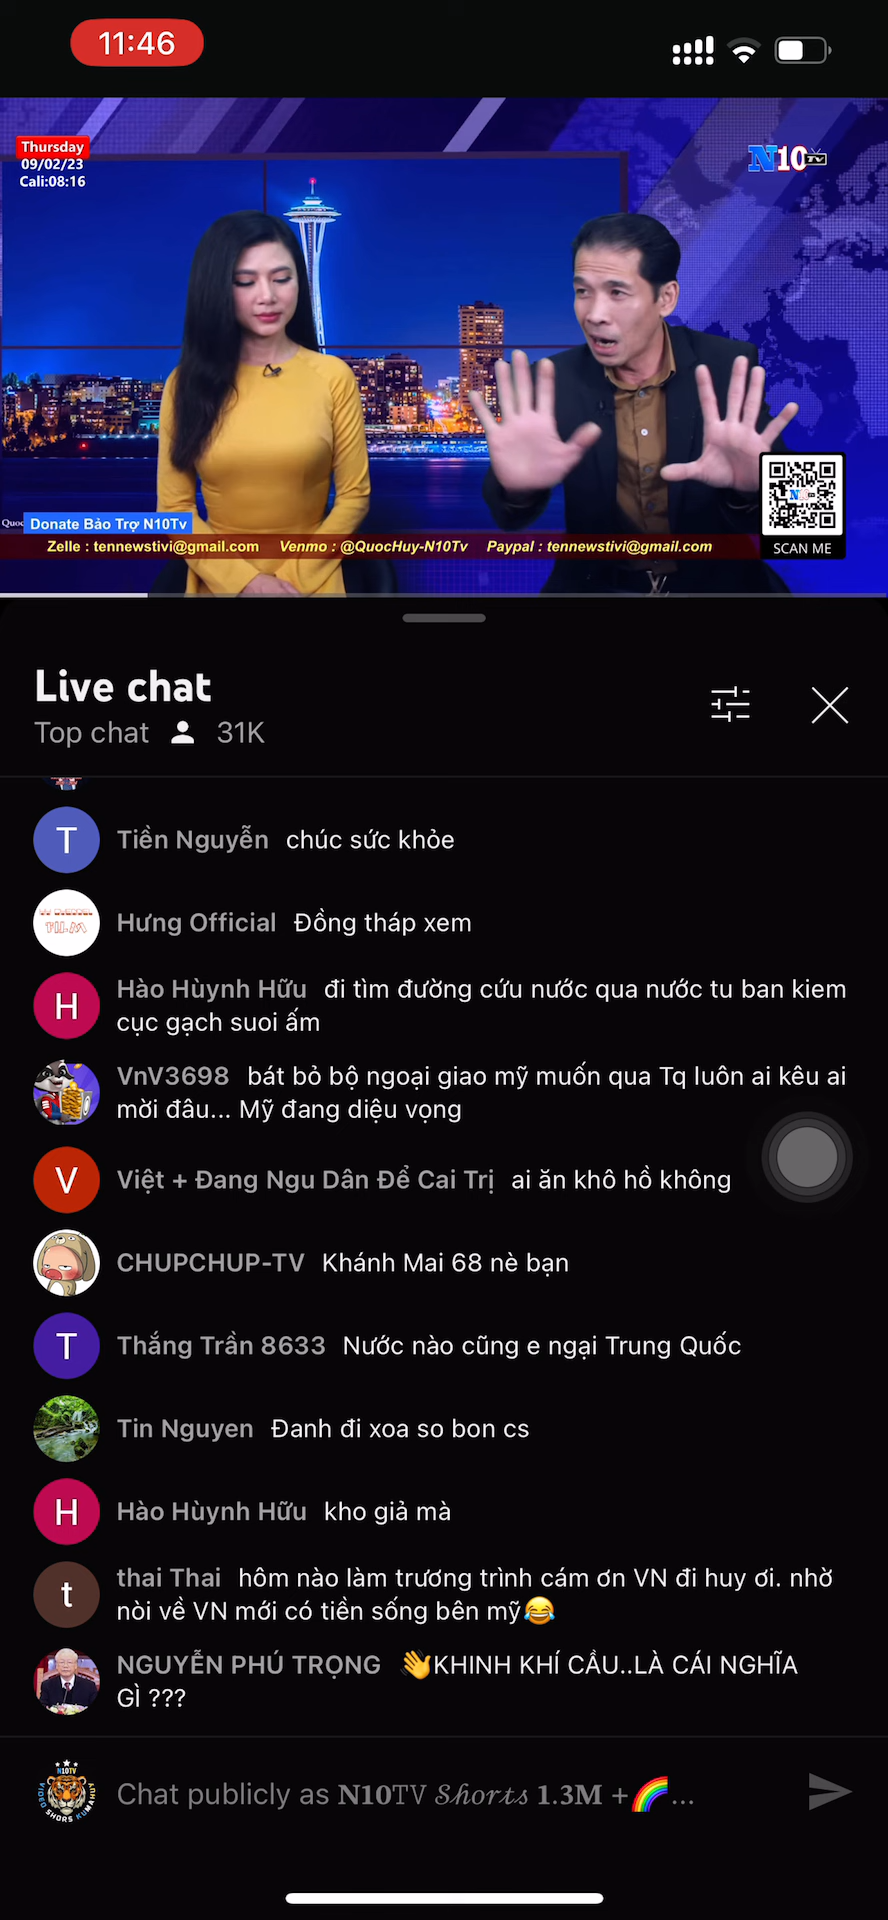 11:46
Thursday
09/02/23
Cali:08:16
N10TV
Quoc
Donate Bảo Trợ N10Tv
Zelle : tennewstivi@gmail.com Venmo : @QuocHuy-N10Tv Paypal : tennewstivi@gmail.com
SCAN ME
Live chat
Top chat 31K
T Tiền Nguyễn chúc sức khỏe
Hưng Official Đồng tháp xem
H Hào Hùynh Hữu đi tìm đường cứu nước qua nước tu ban kiem
cục gạch suoi ấm
VnV3698 bát bỏ bộ ngoại giao mỹ muốn qua Tq luôn ai kêu ai
mời đâu... Mỹ đang diệu vọng
V Việt + Đang Ngu Dân Để Cai Trị ai ăn khô hồ không
CHUPCHUP-TV Khánh Mai 68 nè bạn
T Thắng Trần 8633 Nước nào cũng e ngại Trung Quốc
Tin Nguyen Đanh đi xoa so bon cs
H Hào Hùynh Hữu kho giả mà
t thai Thai hôm nào làm trương trình cám ơn VN đi huy ơi. nhờ
nòi về VN mới có tiền sống bên mỹ😂
NGUYỄN PHÚ TRỌNG 👋KHINH KHÍ CẦU..LÀ CÁI NGHĨA
GÌ ???
Chat publicly as 𝐍𝟏𝟎TV 𝓢𝓱𝓸𝓻𝓽𝓼 𝟏.𝟑𝐌 +🌈...